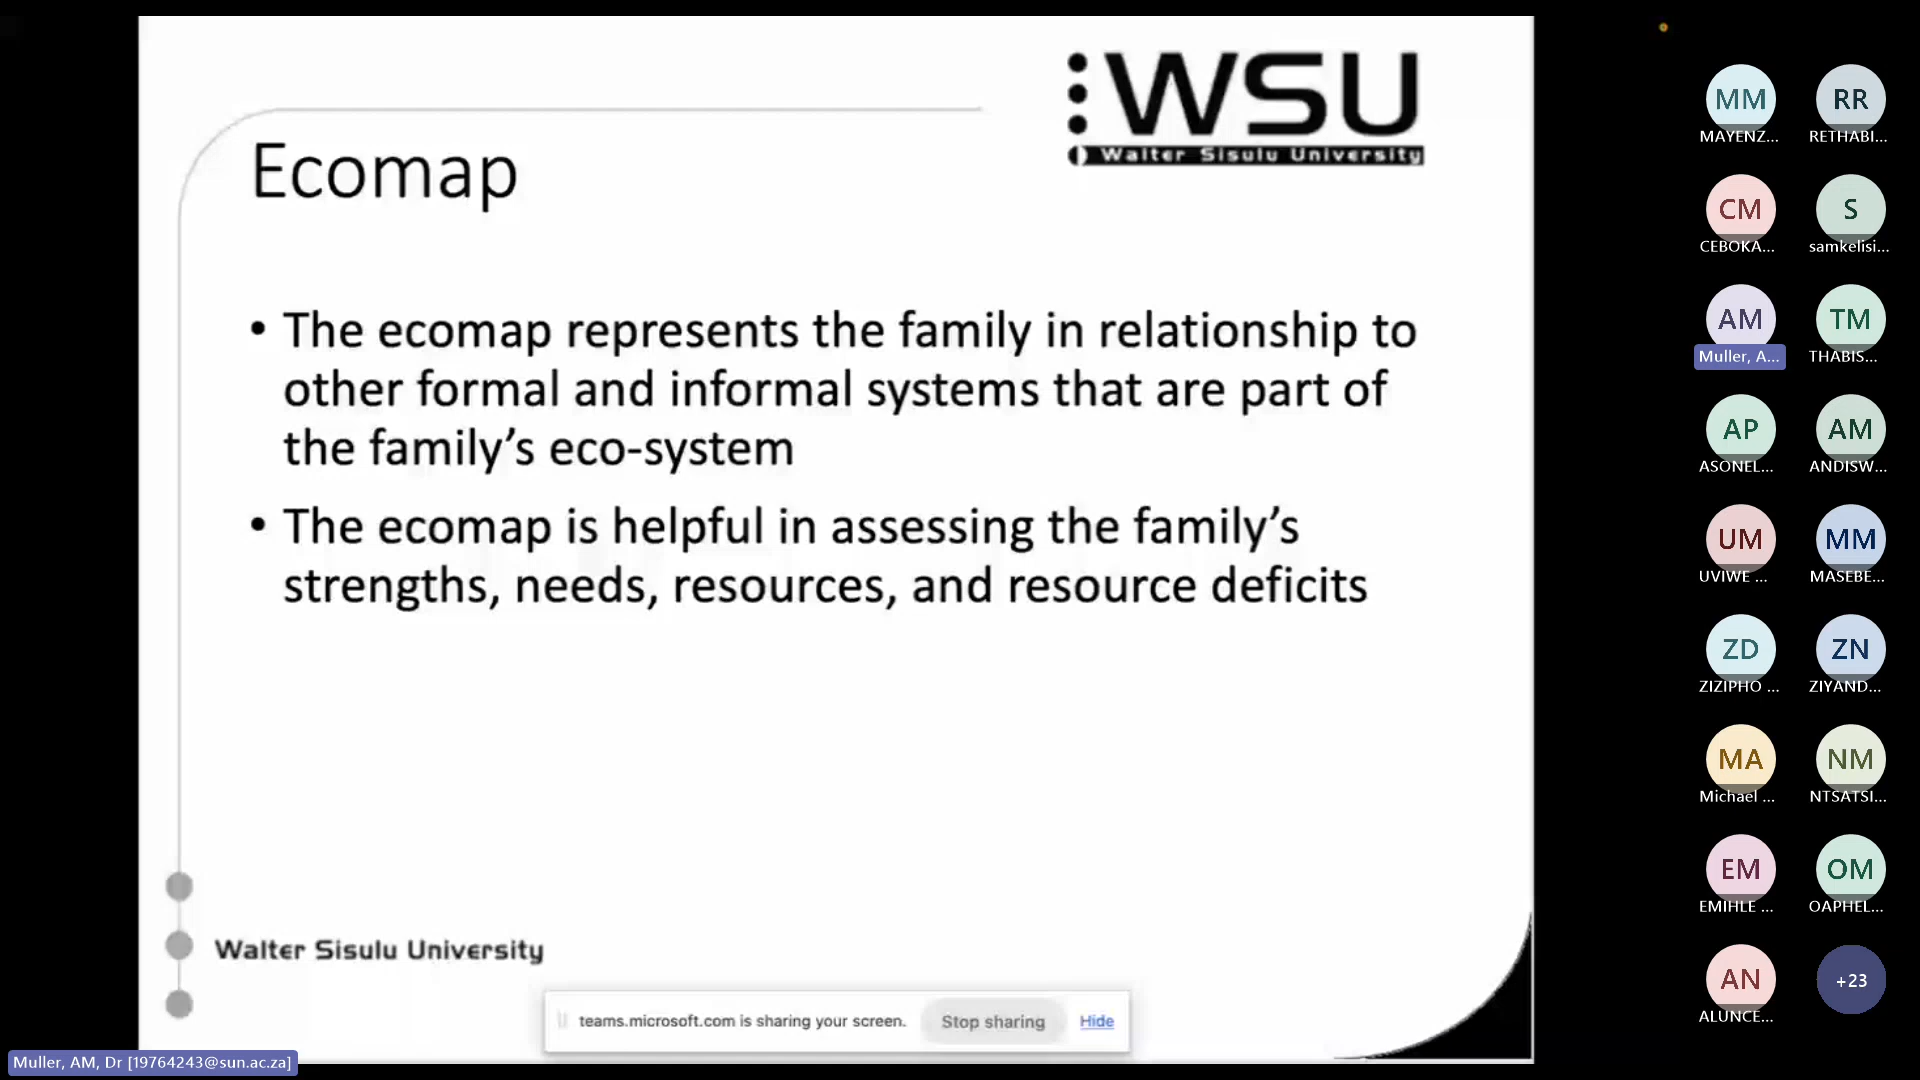 WSU
Walter Sisulu University
Ecomap
• The ecomap represents the family in relationship to
other formal and informal systems that are part of
the family’s eco-system
• The ecomap is helpful in assessing the family’s
strengths, needs, resources, and resource deficits
Walter Sisulu University
teams.microsoft.com is sharing your screen. Stop sharing Hide
Muller, AM, Dr [19764243@sun.ac.za]
MM RR
MAYENZ... RETHABI...
CM S
CEBOKA... samkelisi...
AM TM
Muller, A... THABIS...
AP AM
ASONEL... ANDISW...
UM MM
UVIWE ... MASEBE...
ZD ZN
ZIZIPHO ... ZIYAND...
MA NM
Michael ... NTSATSI...
EM OM
EMIHLE ... OAPHEL...
AN +23
ALUNCE...